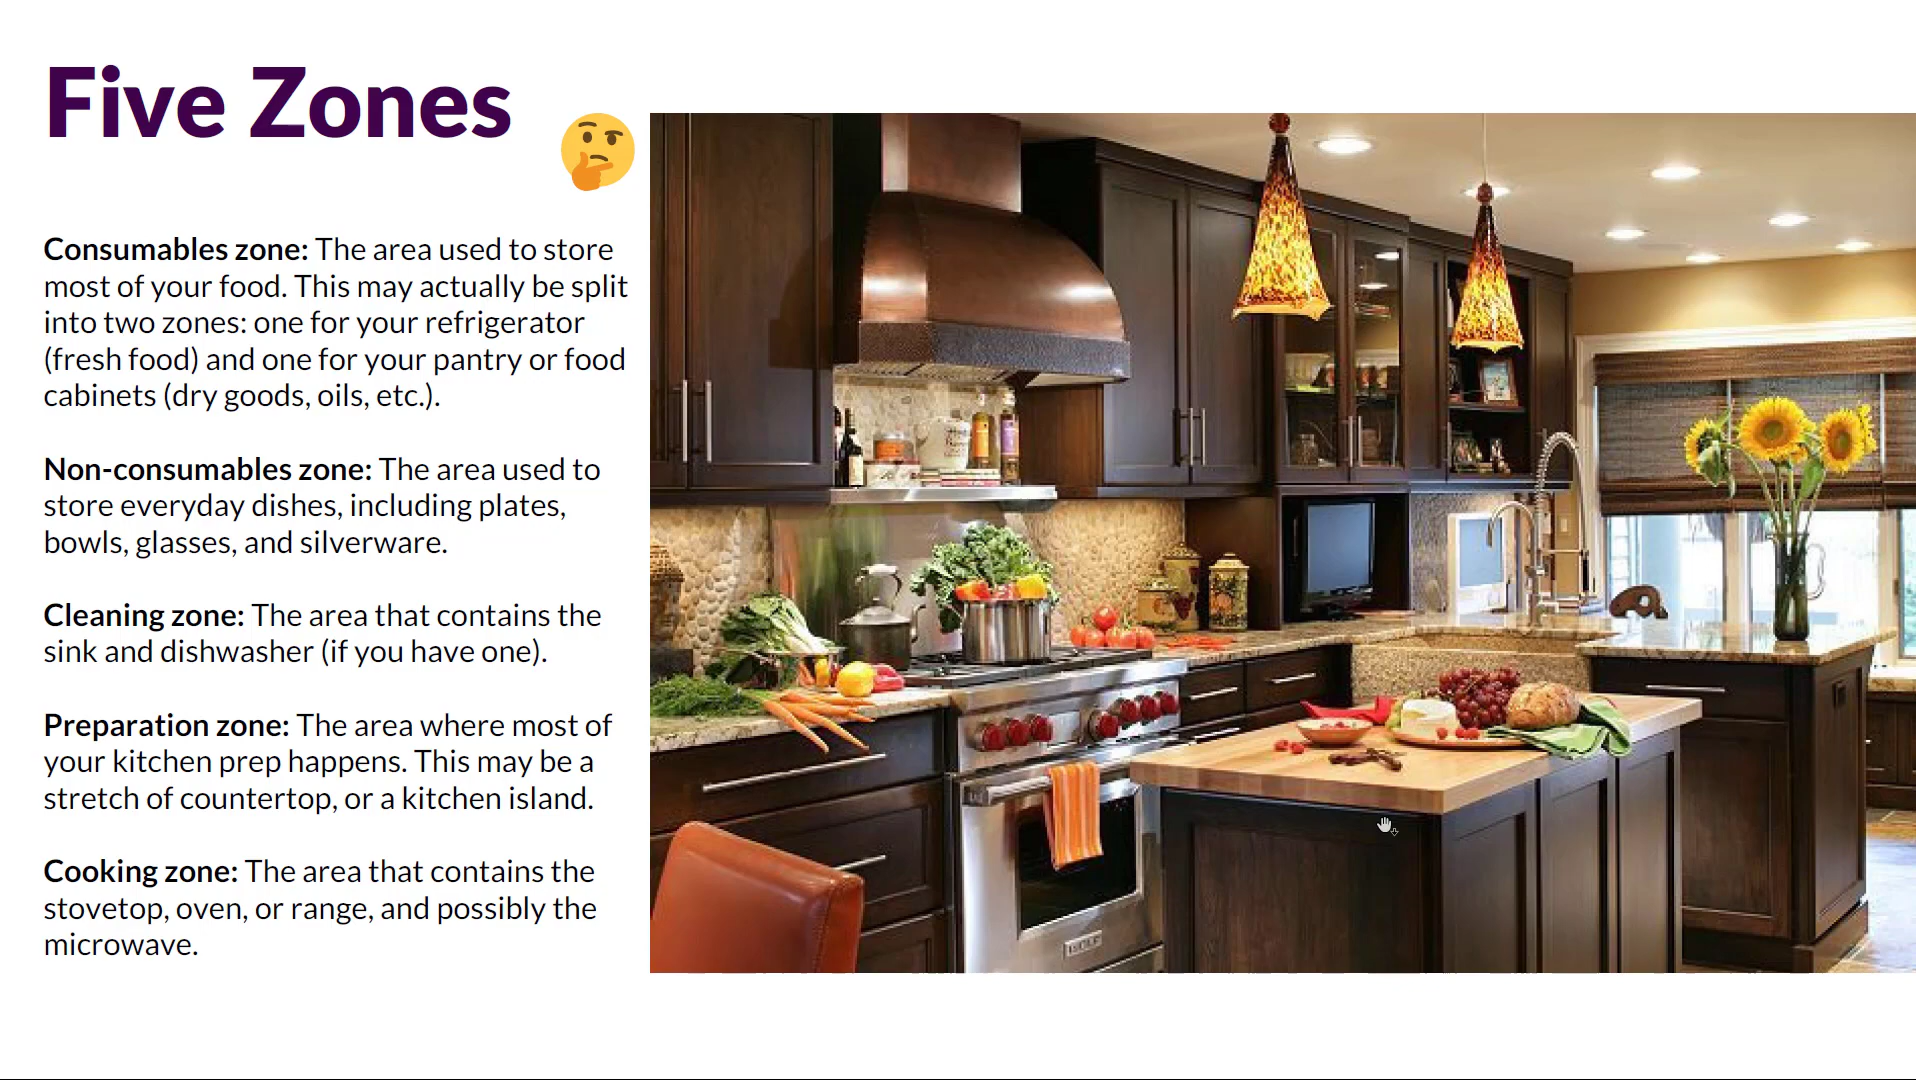 Five Zones
Consumables zone: The area used to store
most of your food. This may actually be split
into two zones: one for your refrigerator
(fresh food) and one for your pantry or food
cabinets (dry goods, oils, etc.).
Non-consumables zone: The area used to
store everyday dishes, including plates,
bowls, glasses, and silverware.
Cleaning zone: The area that contains the
sink and dishwasher (if you have one).
Preparation zone: The area where most of
your kitchen prep happens. This may be a
stretch of countertop, or a kitchen island.
Cooking zone: The area that contains the
stovetop, oven, or range, and possibly the
microwave.